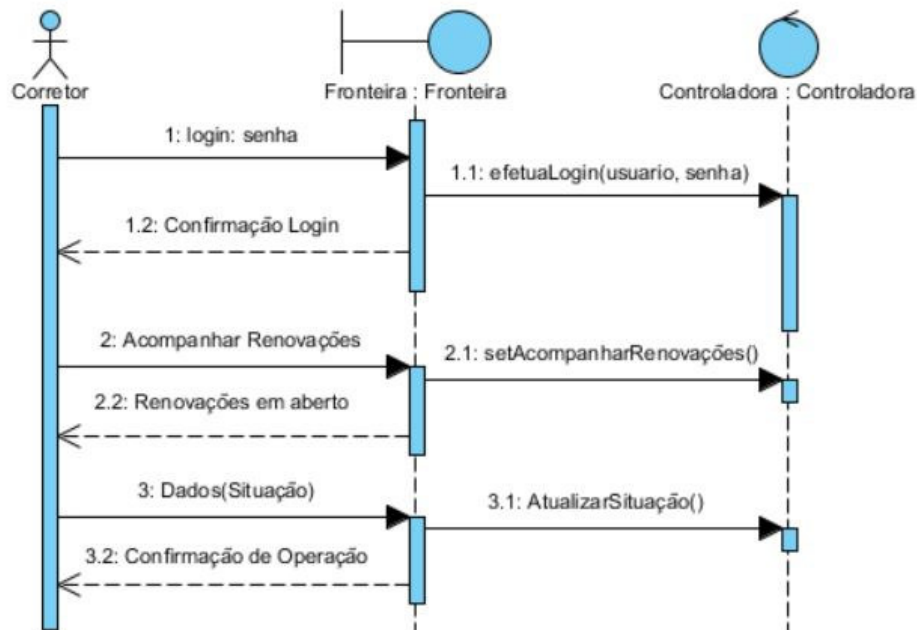 Corretor
Fronteira : Fronteira
Controladora : Controladora
1: login: senha
1.1: efetuaLogin(usuario, senha)
1.2: Confirmação Login
2: Acompanhar Renovações
2.1: setAcompanharRenovações()
2.2: Renovações em aberto
3: Dados(Situação)
3.1: AtualizarSituação()
3.2: Confirmação de Operação